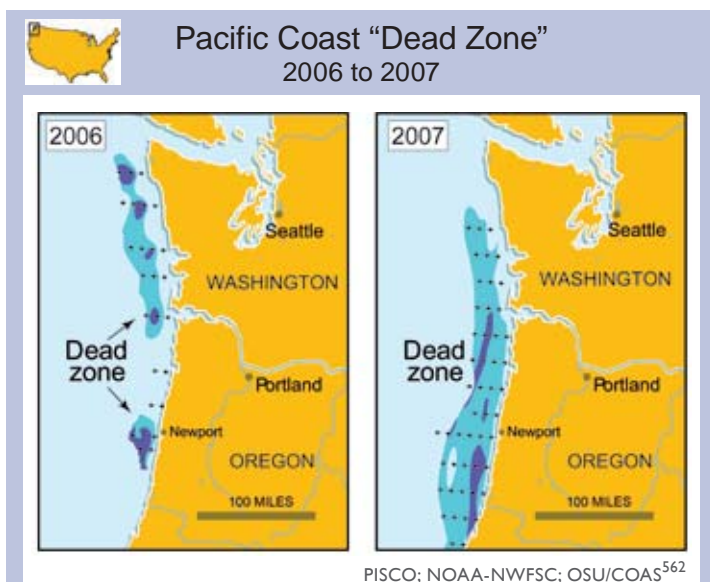 Pacific Coast “Dead Zone”
2006 to 2007
2006
Seattle
WASHINGTON
Dead
zone
Portland
Newport
OREGON
100 MILES
2007
Seattle
WASHINGTON
Dead
zone
Portland
Newport
OREGON
100 MILES
PISCO; NOAA-NWFSC; OSU/COAS562